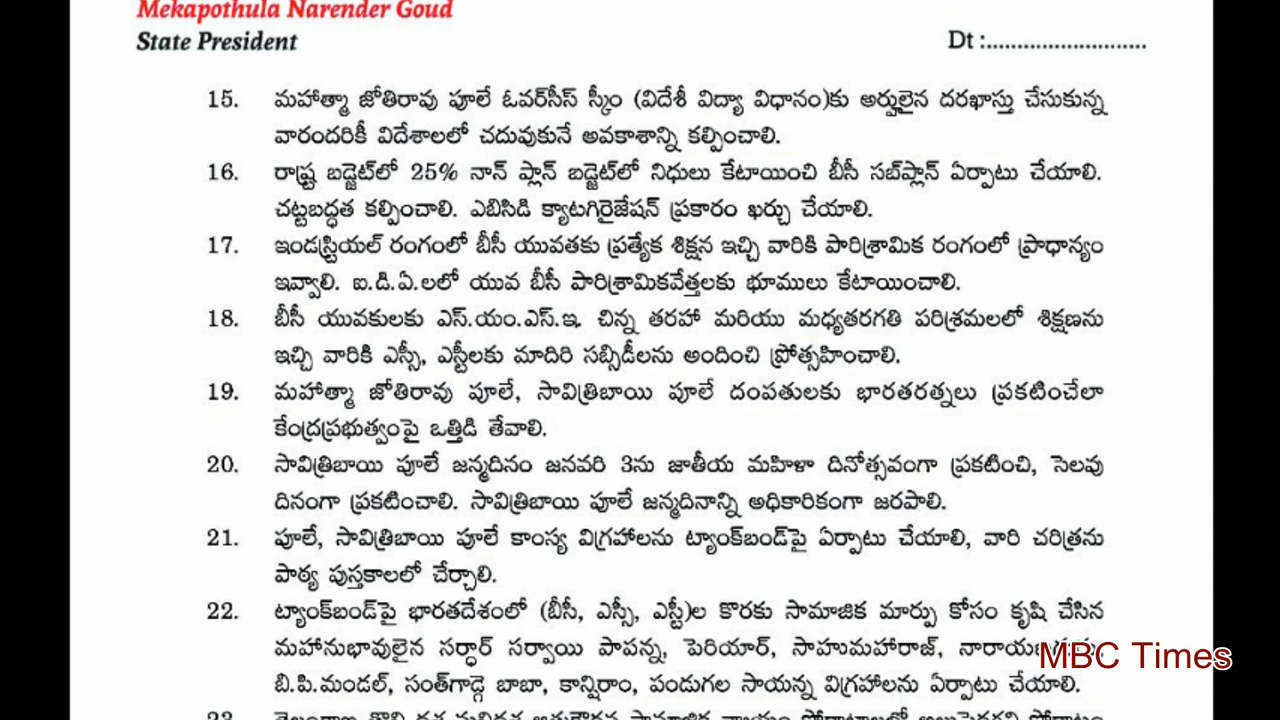 Mekapothula Narender Goud
State President
Dt :..........................
15. మహాత్మా జోతిరావు పూలే ఓవర్‌సీస్ స్కీం (విదేశీ విద్యా విధానం)కు అర్హులైన దరఖాస్తు చేసుకున్న
వారందరికీ విదేశాలలో చదువుకునే అవకాశాన్ని కల్పించాలి.
16. రాష్ట్ర బడ్జెట్‌లో 25% నాన్ ప్లాన్ బడ్జెట్‌లో నిధులు కేటాయించి బీసీ సబ్‌ప్లాన్ ఏర్పాటు చేయాలి.
చట్టబద్ధత కల్పించాలి. ఎబిసిడి క్యాటగిరైజేషన్ ప్రకారం ఖర్చు చేయాలి.
17. ఇండస్ట్రియల్ రంగంలో బీసీ యువతకు ప్రత్యేక శిక్షన ఇచ్చి వారికి పారిశ్రామిక రంగంలో ప్రాధాన్యం
ఇవ్వాలి. ఐ.డి.ఏ.లలో యువ బీసీ పారిశ్రామికవేత్తలకు భూములు కేటాయించాలి.
18. బీసీ యువకులకు ఎస్.యం.ఎస్.ఇ. చిన్న తరహా మరియు మధ్యతరగతి పరిశ్రమలలో శిక్షణను
ఇచ్చి వారికి ఎస్సీ, ఎస్టీలకు మాదిరి సబ్సిడీలను అందించి ప్రోత్సహించాలి.
19. మహాత్మా జోతిరావు పూలే, సావిత్రిబాయి పూలే దంపతులకు భారతరత్నలు ప్రకటించేలా
కేంద్రప్రభుత్వంపై ఒత్తిడి తేవాలి.
20. సావిత్రిబాయి పూలే జన్మదినం జనవరి 3ను జాతీయ మహిళా దినోత్సవంగా ప్రకటించి, సెలవు
దినంగా ప్రకటించాలి. సావిత్రిబాయి పూలే జన్మదినాన్ని అధికారికంగా జరపాలి.
21. పూలే, సావిత్రిబాయి పూలే కాంస్య విగ్రహాలను ట్యాంక్‌బండ్‌పై ఏర్పాటు చేయాలి, వారి చరిత్రను
పాఠ్య పుస్తకాలలో చేర్చాలి.
22. ట్యాంక్‌బండ్‌పై భారతదేశంలో (బీసీ, ఎస్సీ, ఎస్టీ)ల కొరకు సామాజిక మార్పు కోసం కృషి చేసిన
మహానుభావులైన సర్ధార్ సర్వాయి పాపన్న, పెరియార్, సాహుమహారాజ్,
బి.పి.మండల్, సంత్‌గాడ్గె బాబా, కాన్షిరాం, పండుగల సాయన్న విగ్రహాలను ఏర్పాటు చేయాలి.
MBC Times